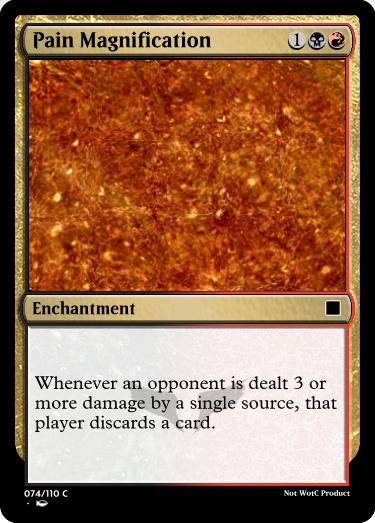 Pain Magnification 1
Enchantment
Whenever an opponent is dealt 3 or
more damage by a single source, that
player discards a card.
074/110 C
Not WotC Product